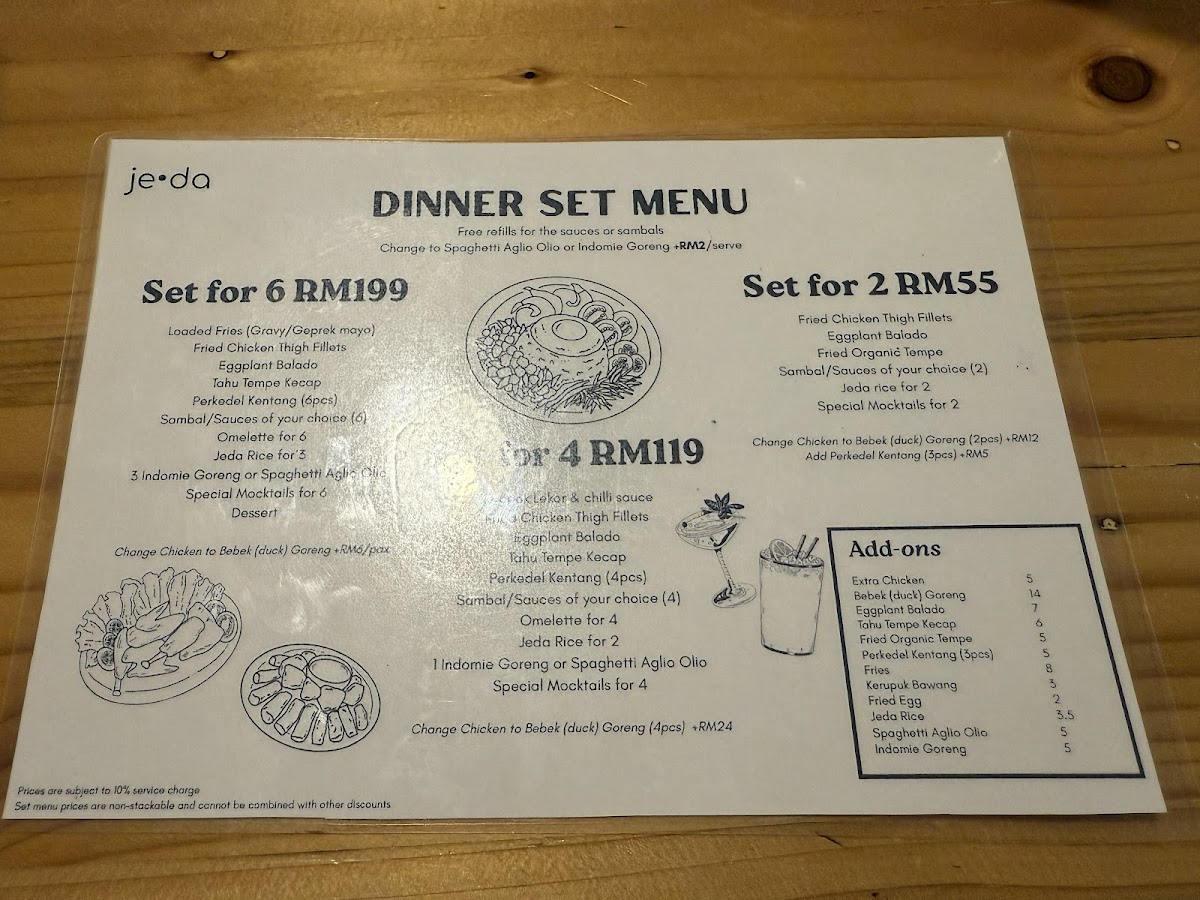 je•da
DINNER SET MENU
Free refills for the sauces or sambals
Change to Spaghetti Aglio Olio or Indomie Goreng +RM2/serve
Set for 6 RM199
Loaded Fries (Gravy/Geprek mayo)
Fried Chicken Thigh Fillets
Eggplant Balado
Tahu Tempe Kecap
Perkedel Kentang (6pcs)
Sambal/Sauces of your choice (6)
Omelette for 6
Jeda Rice for 3
3 Indomie Goreng or Spaghetti Aglio Olio
Special Mocktails for 6
Dessert
Change Chicken to Bebek (duck) Goreng +RM6/pax
for 4 RM119
Lekor & chilli sauce
Fried Chicken Thigh Fillets
Eggplant Balado
Tahu Tempe Kecap
Perkedel Kentang (4pcs)
Sambal/Sauces of your choice (4)
Omelette for 4
Jeda Rice for 2
1 Indomie Goreng or Spaghetti Aglio Olio
Special Mocktails for 4
Change Chicken to Bebek (duck) Goreng (4pcs) +RM24
Set for 2 RM55
Fried Chicken Thigh Fillets
Eggplant Balado
Fried Organic Tempe
Sambal/Sauces of your choice (2)
Jeda rice for 2
Special Mocktails for 2
Change Chicken to Bebek (duck) Goreng (2pcs) +RM12
Add Perkedel Kentang (3pcs) +RM5
Add-ons
Extra Chicken 5
Bebek (duck) Goreng 14
Eggplant Balado 7
Tahu Tempe Kecap 6
Fried Organic Tempe 5
Perkedel Kentang (3pcs) 5
Fries 8
Kerupuk Bawang 3
Fried Egg 2
Jeda Rice 3.5
Spaghetti Aglio Olio 5
Indomie Goreng 5
Prices are subject to 10% service charge
Set menu prices are non-stackable and cannot be combined with other discounts